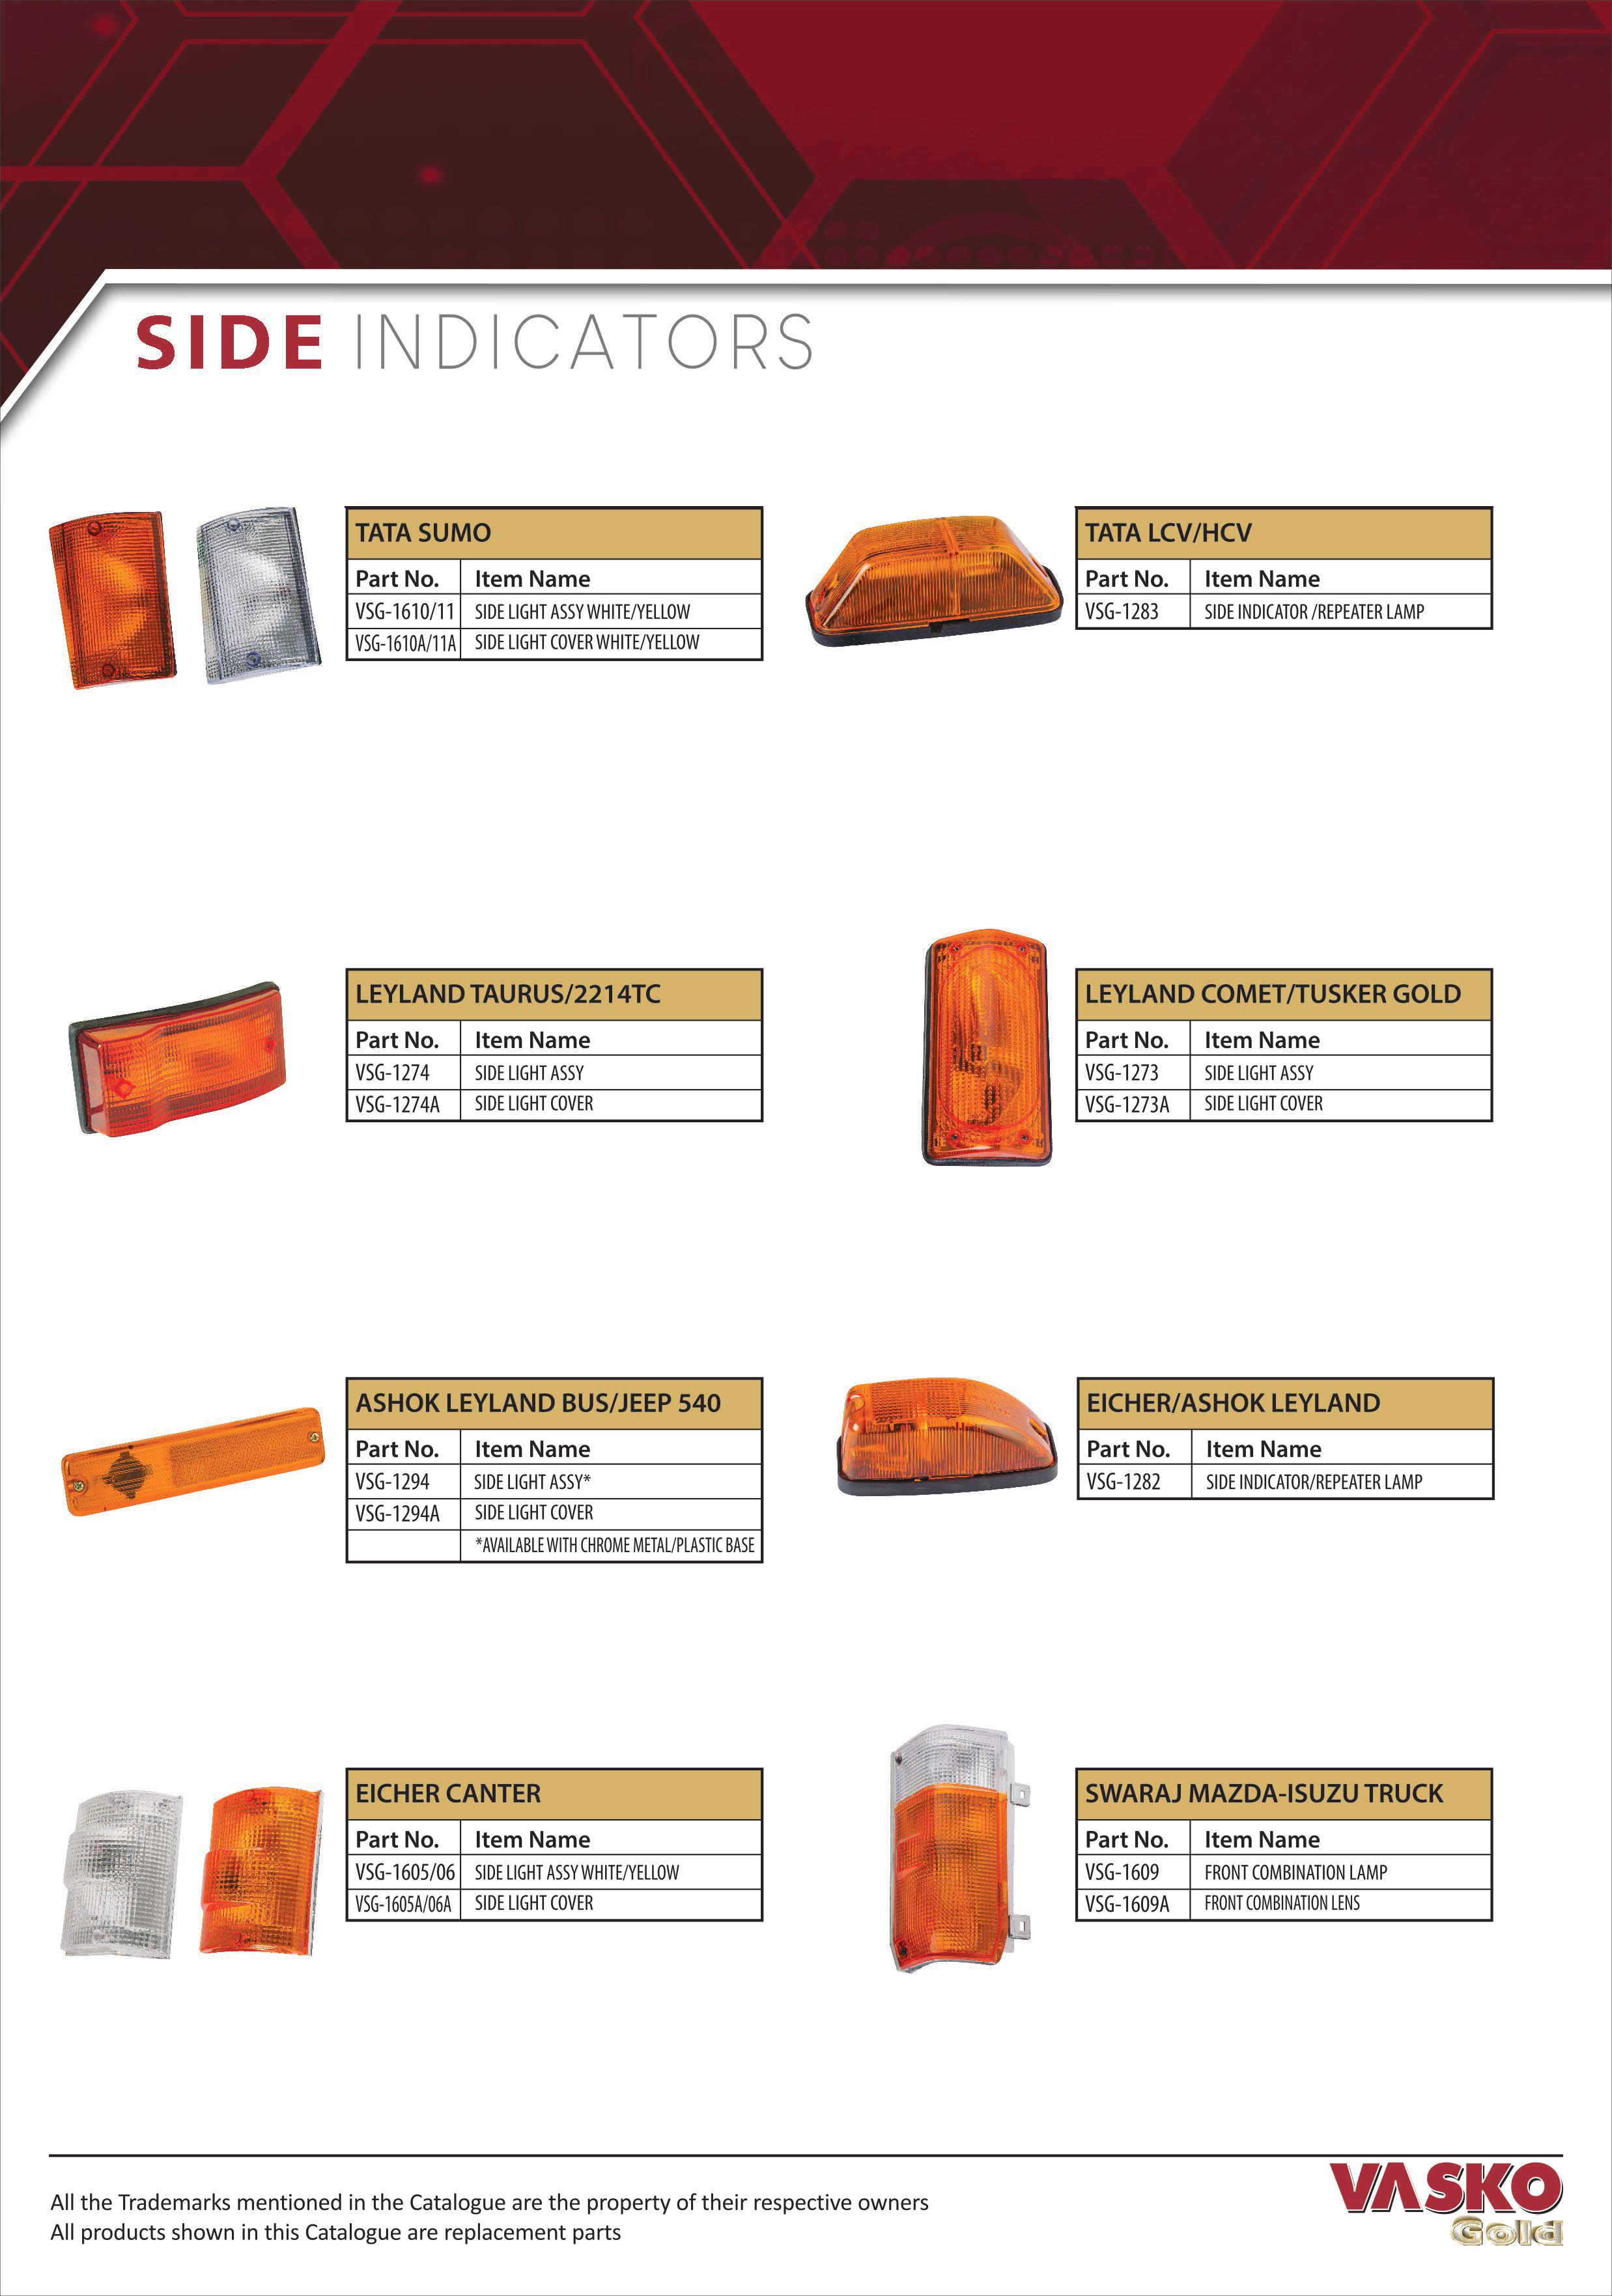 SIDE INDICATORS
TATA SUMO
Part No. Item Name
VSG-1610/11 SIDE LIGHT ASSY WHITE/YELLOW
VSG-1610A/11A SIDE LIGHT COVER WHITE/YELLOW
TATA LCV/HCV
Part No. Item Name
VSG-1283 SIDE INDICATOR /REPEATER LAMP
LEYLAND TAURUS/2214TC
Part No. Item Name
VSG-1274 SIDE LIGHT ASSY
VSG-1274A SIDE LIGHT COVER
LEYLAND COMET/TUSKER GOLD
Part No. Item Name
VSG-1273 SIDE LIGHT ASSY
VSG-1273A SIDE LIGHT COVER
ASHOK LEYLAND BUS/JEEP 540
Part No. Item Name
VSG-1294 SIDE LIGHT ASSY*
VSG-1294A SIDE LIGHT COVER
*AVAILABLE WITH CHROME METAL/PLASTIC BASE
EICHER/ASHOK LEYLAND
Part No. Item Name
VSG-1282 SIDE INDICATOR/REPEATER LAMP
EICHER CANTER
Part No. Item Name
VSG-1605/06 SIDE LIGHT ASSY WHITE/YELLOW
VSG-1605A/06A SIDE LIGHT COVER
SWARAJ MAZDA-ISUZU TRUCK
Part No. Item Name
VSG-1609 FRONT COMBINATION LAMP
VSG-1609A FRONT COMBINATION LENS
All the Trademarks mentioned in the Catalogue are the property of their respective owners
All products shown in this Catalogue are replacement parts
VASKO
Gold